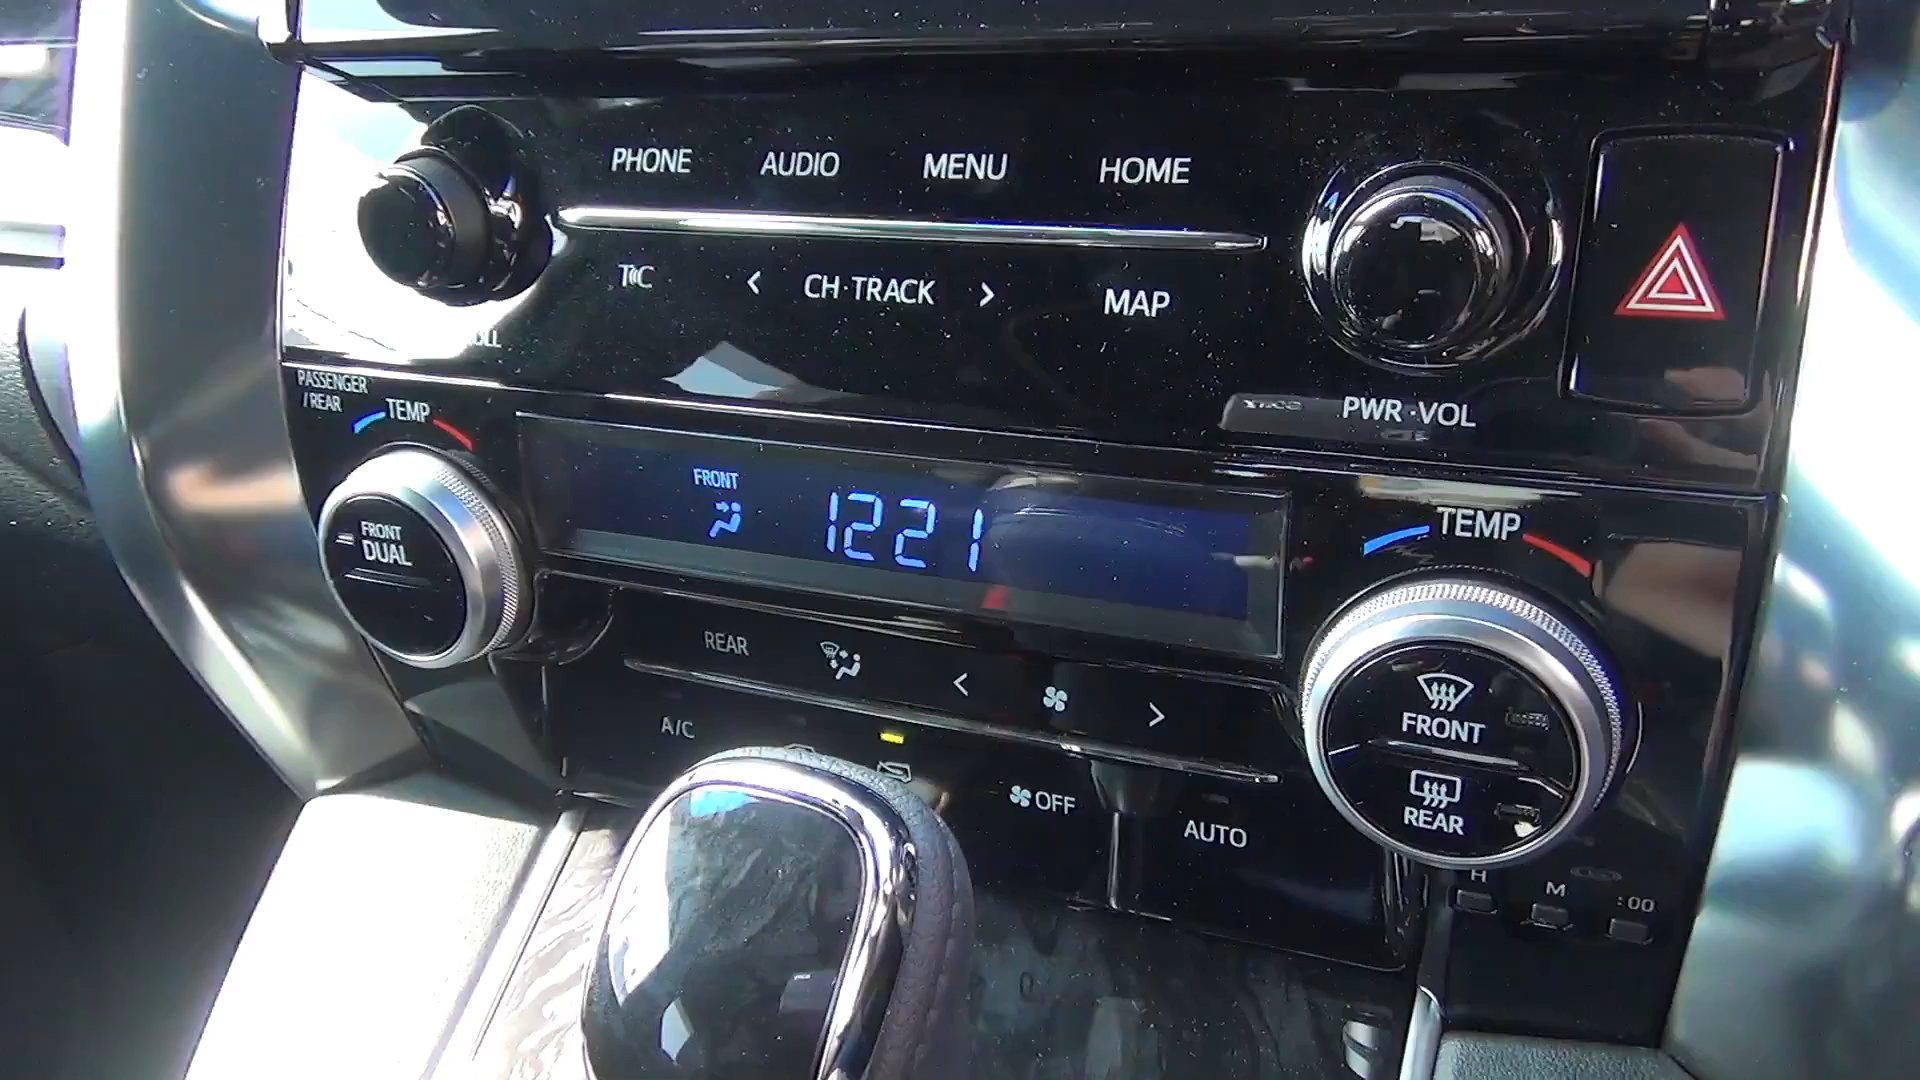 PHONE AUDIO MENU HOME
T C < CH·TRACK > MAP
PASSENGER
/REAR
TEMP
PWR·VOL
FRONT
1221
TEMP
FRONT
DUAL
REAR < >
FRONT
A/C
OFF
AUTO
REAR
H M :00